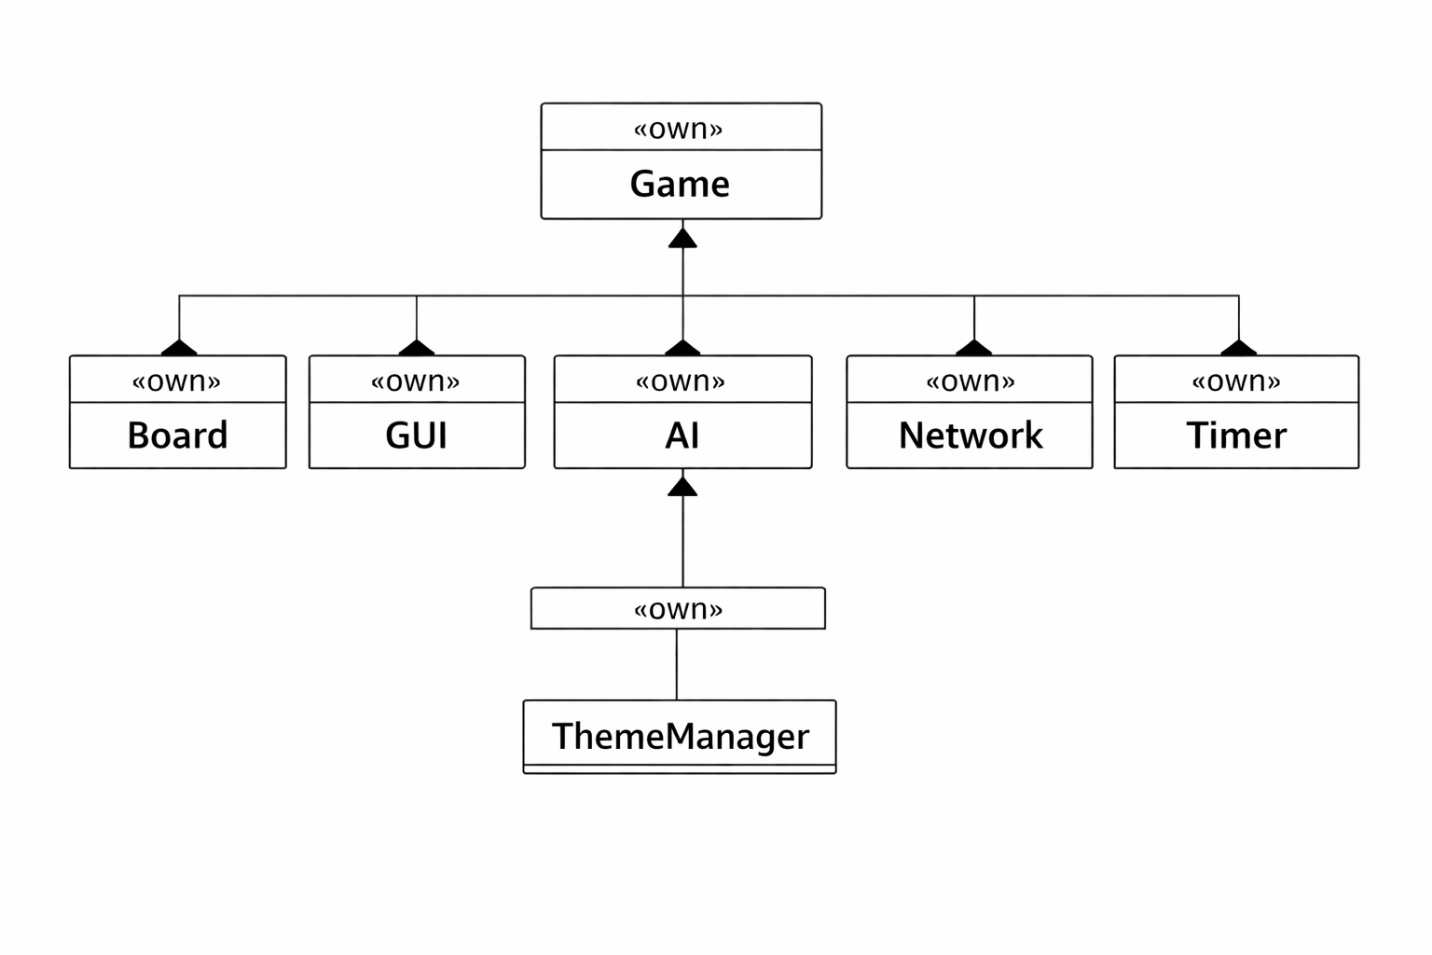 «own»
Game
«own»
Board
«own»
GUI
«own»
AI
«own»
Network
«own»
Timer
«own»
ThemeManager